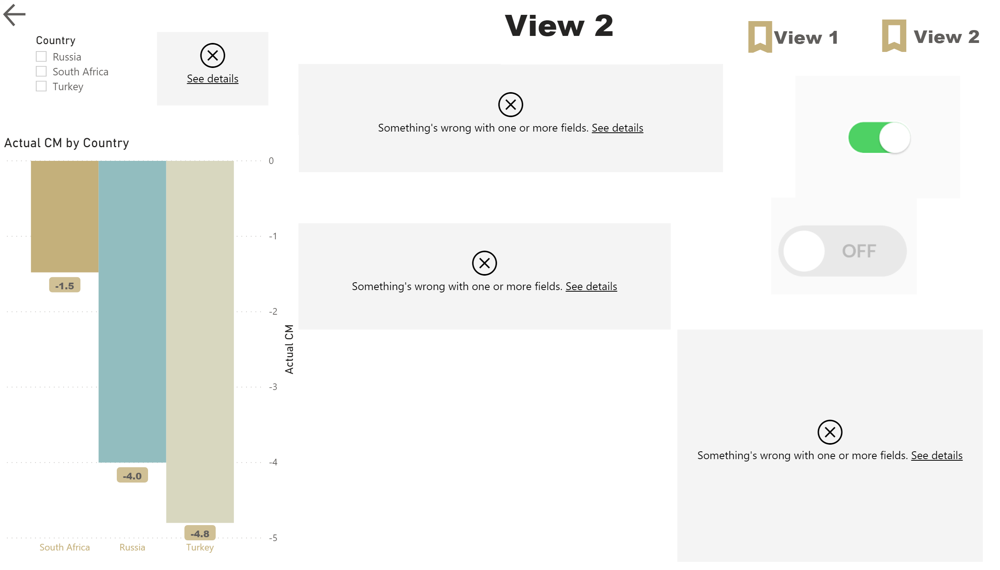 View 2
View 1
View 2
Country
Russia
South Africa
Turkey
See details
Something's wrong with one or more fields. See details
Actual CM by Country
0
-1
-2
-3
-4
-5
Actual CM
-1.5
-4.0
-4.8
South Africa
Russia
Turkey
OFF
Something's wrong with one or more fields. See details
Something's wrong with one or more fields. See details